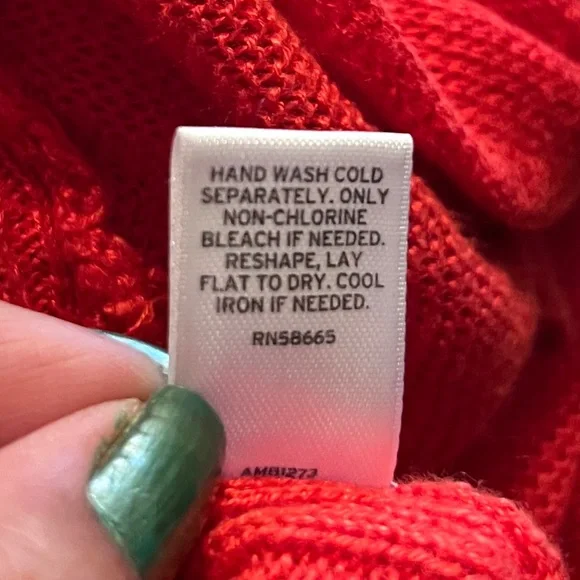 HAND WASH COLD
SEPARATELY. ONLY
NON-CHLORINE
BLEACH IF NEEDED.
RESHAPE, LAY
FLAT TO DRY. COOL
IRON IF NEEDED.
RN58665
AM81273